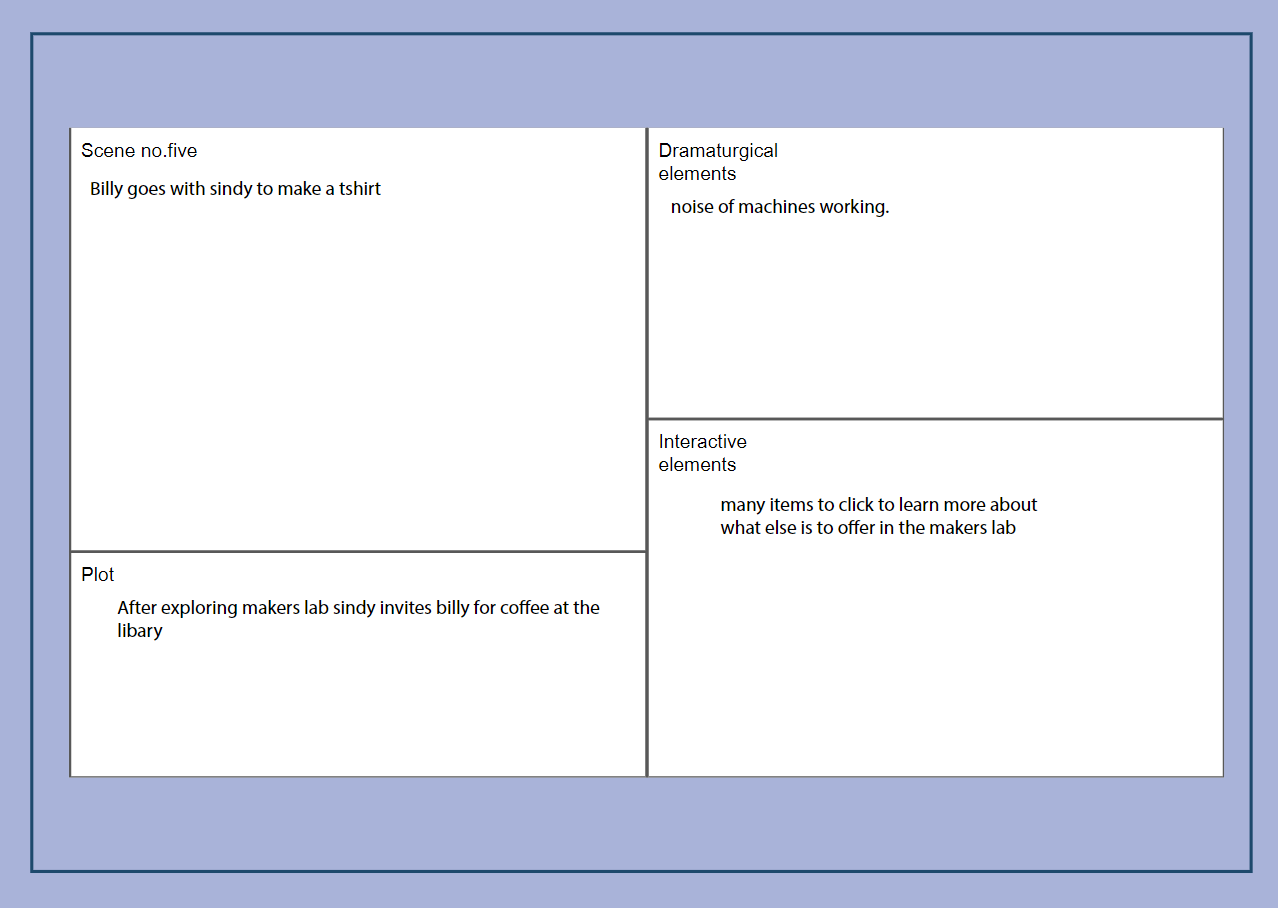 Scene no.five
Billy goes with sindy to make a tshirt
Plot
After exploring makers lab sindy invites billy for coffee at the
libary
Dramaturgical
elements
noise of machines working.
Interactive
elements
many items to click to learn more about
what else is to offer in the makers lab